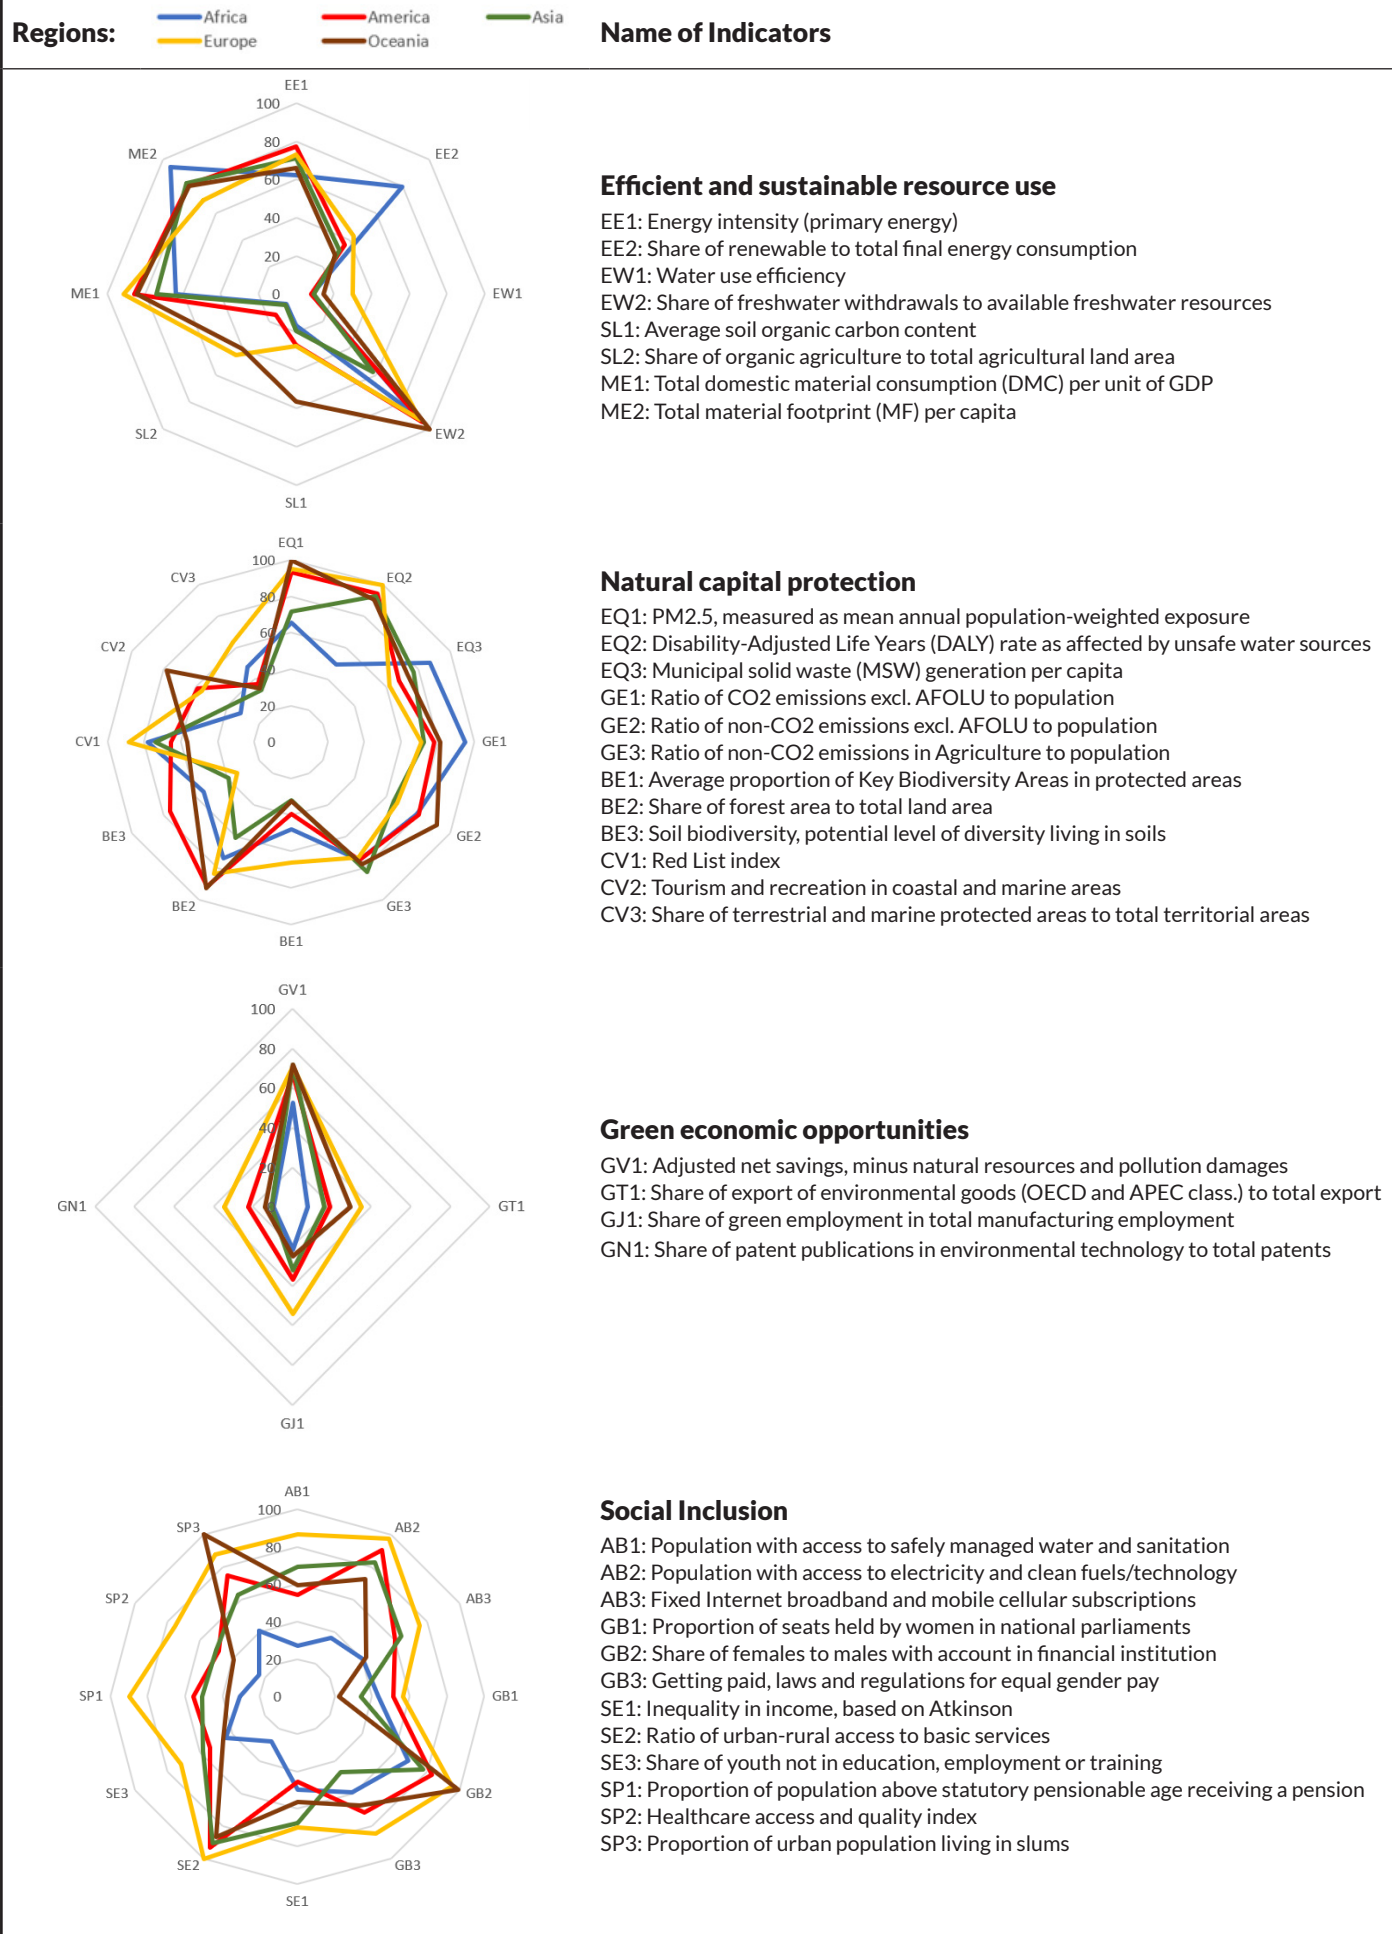 Regions:
Africa
America
Asia
Europe
Oceania
Name of Indicators
EE1
100
80
60
40
20
0
EE2
EW1
EW2
SL1
SL2
ME1
ME2
Efficient and sustainable resource use
EE1: Energy intensity (primary energy)
EE2: Share of renewable to total final energy consumption
EW1: Water use efficiency
EW2: Share of freshwater withdrawals to available freshwater resources
SL1: Average soil organic carbon content
SL2: Share of organic agriculture to total agricultural land area
ME1: Total domestic material consumption (DMC) per unit of GDP
ME2: Total material footprint (MF) per capita
EQ1
100
80
60
40
20
0
EQ2
EQ3
GE1
GE2
GE3
BE1
BE2
BE3
CV1
CV2
CV3
Natural capital protection
EQ1: PM2.5, measured as mean annual population-weighted exposure
EQ2: Disability-Adjusted Life Years (DALY) rate as affected by unsafe water sources
EQ3: Municipal solid waste (MSW) generation per capita
GE1: Ratio of CO2 emissions excl. AFOLU to population
GE2: Ratio of non-CO2 emissions excl. AFOLU to population
GE3: Ratio of non-CO2 emissions in Agriculture to population
BE1: Average proportion of Key Biodiversity Areas in protected areas
BE2: Share of forest area to total land area
BE3: Soil biodiversity, potential level of diversity living in soils
CV1: Red List index
CV2: Tourism and recreation in coastal and marine areas
CV3: Share of terrestrial and marine protected areas to total territorial areas
GV1
100
80
60
40
20
0
GT1
GJ1
GN1
Green economic opportunities
GV1: Adjusted net savings, minus natural resources and pollution damages
GT1: Share of export of environmental goods (OECD and APEC class.) to total export
GJ1: Share of green employment in total manufacturing employment
GN1: Share of patent publications in environmental technology to total patents
AB1
100
80
60
40
20
0
AB2
AB3
GB1
GB2
GB3
SE1
SE2
SE3
SP1
SP2
SP3
Social Inclusion
AB1: Population with access to safely managed water and sanitation
AB2: Population with access to electricity and clean fuels/technology
AB3: Fixed Internet broadband and mobile cellular subscriptions
GB1: Proportion of seats held by women in national parliaments
GB2: Share of females to males with account in financial institution
GB3: Getting paid, laws and regulations for equal gender pay
SE1: Inequality in income, based on Atkinson
SE2: Ratio of urban-rural access to basic services
SE3: Share of youth not in education, employment or training
SP1: Proportion of population above statutory pensionable age receiving a pension
SP2: Healthcare access and quality index
SP3: Proportion of urban population living in slums